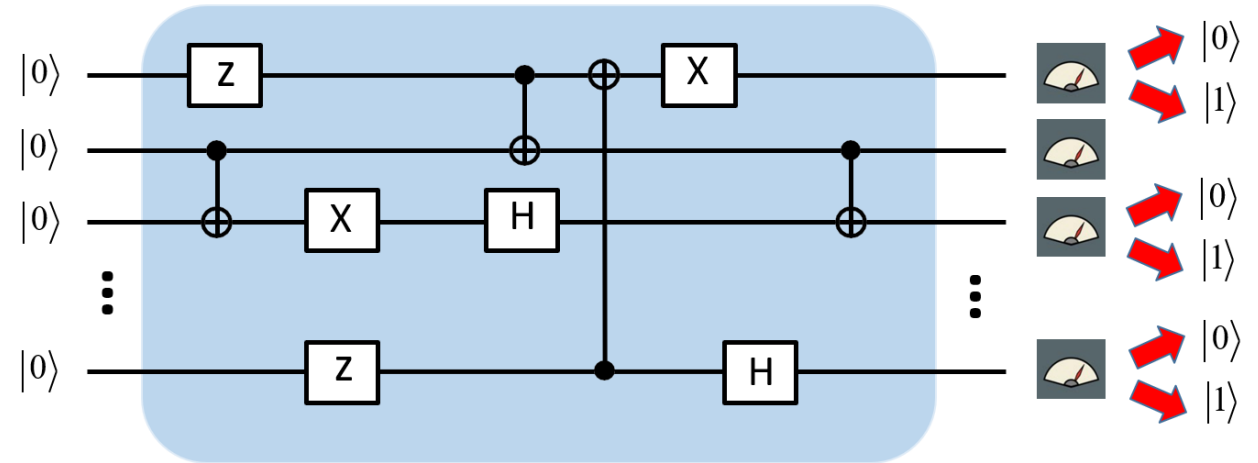 |0⟩ Z X |0⟩
|1⟩
|0⟩
|0⟩ X H |0⟩
|1⟩
|0⟩ Z H |0⟩
|1⟩